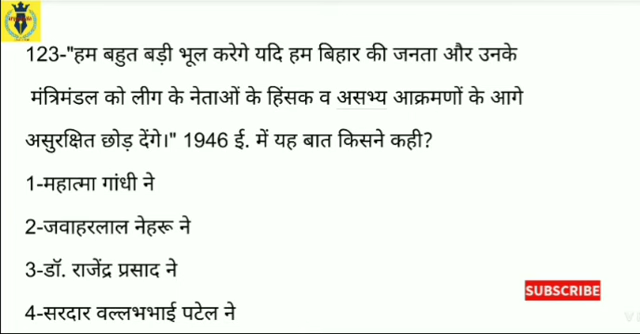 123-"हम बहुत बड़ी भूल करेगे यदि हम बिहार की जनता और उनके
मंत्रिमंडल को लीग के नेताओं के हिंसक व असभ्य आक्रमणों के आगे
असुरक्षित छोड़ देंगे।" 1946 ई. में यह बात किसने कही?
1-महात्मा गांधी ने
2-जवाहरलाल नेहरू ने
3-डॉ. राजेंद्र प्रसाद ने
SUBSCRIBE
4-सरदार वल्लभभाई पटेल ने